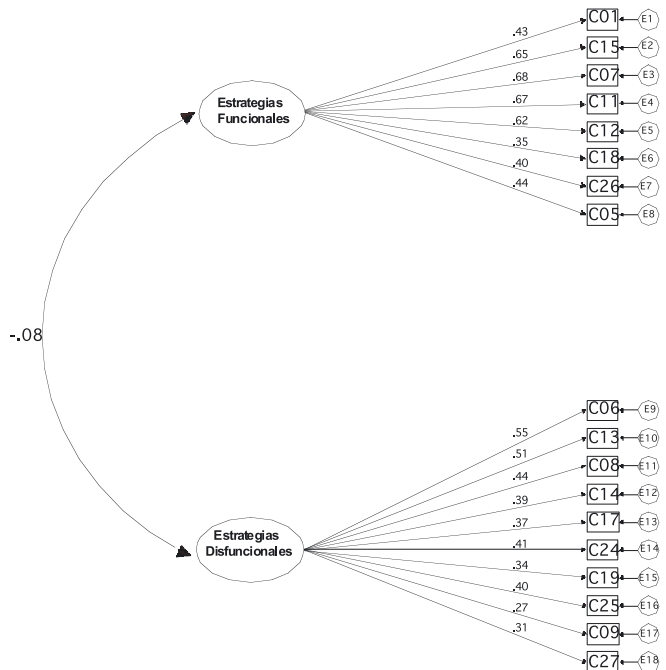 C01
E1
.43
C15
E2
.65
C07
E3
.68
C11
E4
.67
C12
E5
.62
C18
E6
.35
C26
E7
.40
C05
E8
.44
Estrategias
Funcionales
-.08
C06
E9
.55
C13
E10
.51
C08
E11
.44
C14
E12
.39
C17
E13
.37
C24
E14
.41
C19
E15
.34
C25
E16
.40
C09
E17
.27
C27
E18
.31
Estrategias
Disfuncionales